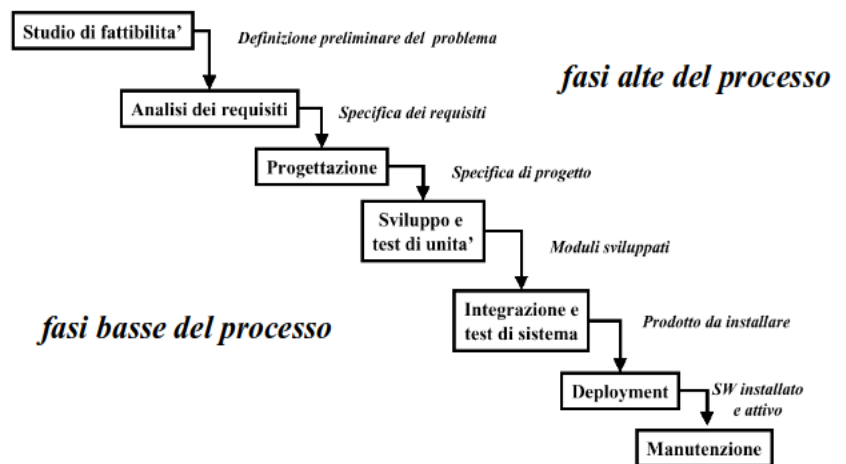 Studio di fattibilita'
Definizione preliminare del problema
fasi alte del processo
Analisi dei requisiti
Specifica dei requisiti
Progettazione
Specifica di progetto
Sviluppo e
test di unita'
Moduli sviluppati
fasi basse del processo
Integrazione e
test di sistema
Prodotto da installare
Deployment
SW installato
e attivo
Manutenzione